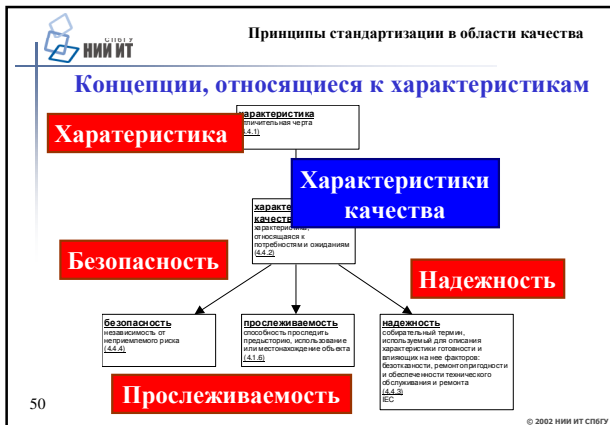 СПбГУ
НИИ ИТ
Принципы стандартизации в области качества
Концепции, относящиеся к характеристикам
Харатеристика
характеристика
отличительная черта
(4.4.1)
Характеристики
качества
характе
качеств
характеристика,
относящаяся к
потребностям и ожиданиям
(4.4.2)
Безопасность
Надежность
безопасность
независимость от
неприемлемого риска
(4.4.4)
прослеживаемость
способность проследить
предысторию, использование
или местонахождение объекта
(4.1.6)
надежность
собирательный термин,
используемый для описания
характеристики готовности и
влияющих на нее факторов:
безотказности, ремонтопригодности
и обеспеченности технического
обслуживания и ремонта
(4.4.3)
IEC
Прослеживаемость
50
© 2002 НИИ ИТ СПбГУ